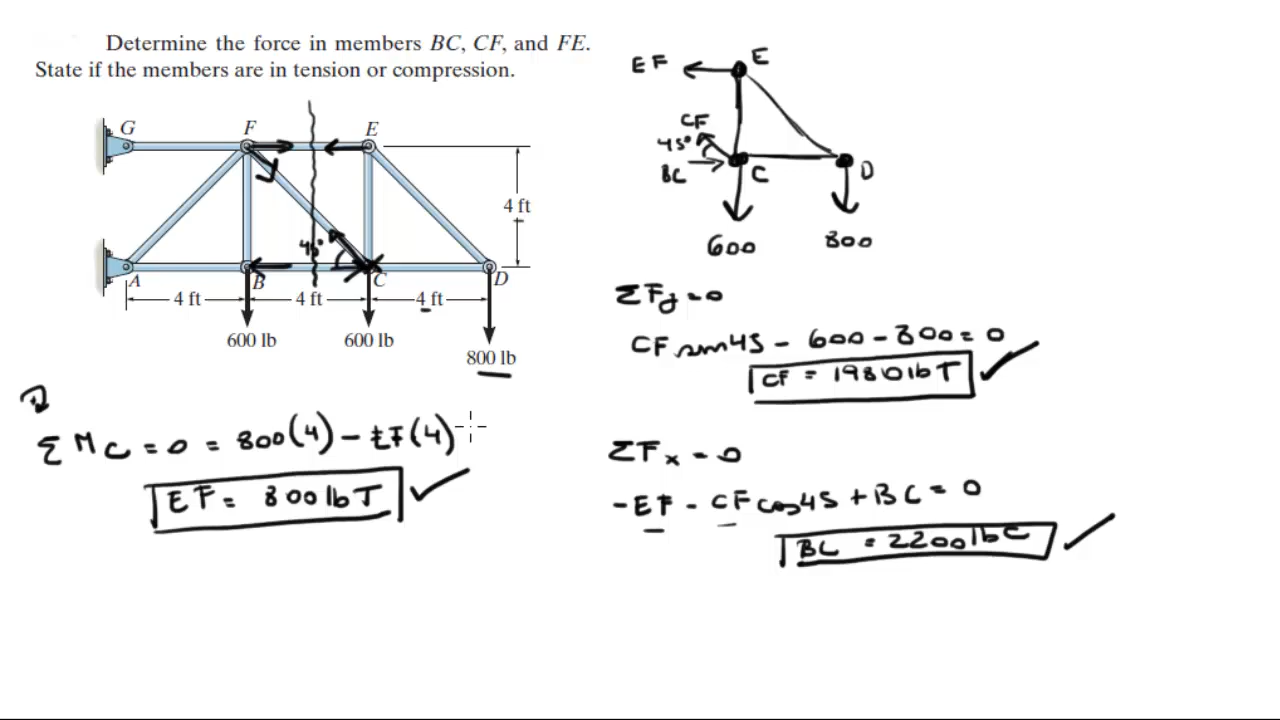 Determine the force in members BC, CF, and FE.
State if the members are in tension or compression.
G
F
E
4 ft
45°
A
B
C
D
4 ft
4 ft
4 ft
600 lb
600 lb
800 lb
EF
E
CF
45°
BC
C
D
600
800
ΣFy = 0
CF sin45 - 600 - 800 = 0
CF = 1980 lb T
ΣMC = 0 = 800(4) - EF(4)
EF = 800 lb T
ΣFx = 0
-EF - CF cos45 + BC = 0
BC = 2200 lb C